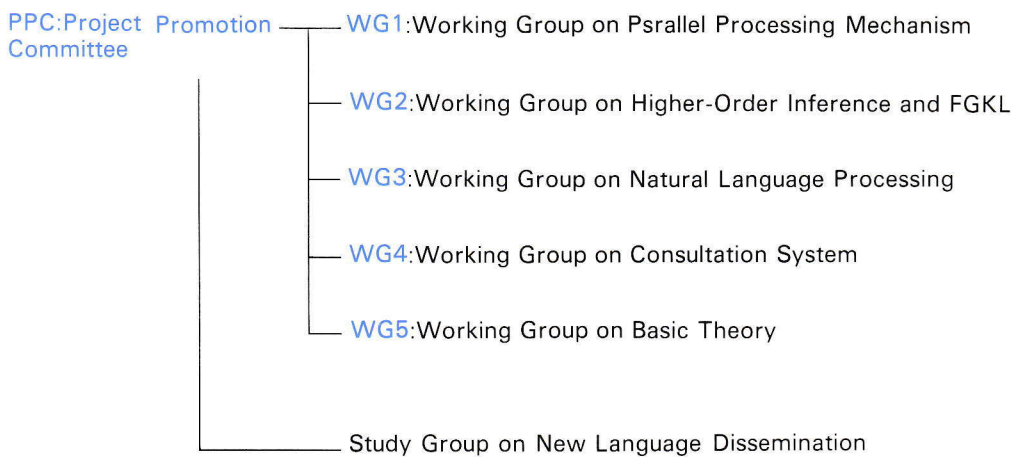 PPC:Project Promotion
Committee
WG1:Working Group on Psrallel Processing Mechanism
WG2:Working Group on Higher-Order Inference and FGKL
WG3:Working Group on Natural Language Processing
WG4:Working Group on Consultation System
WG5:Working Group on Basic Theory
Study Group on New Language Dissemination